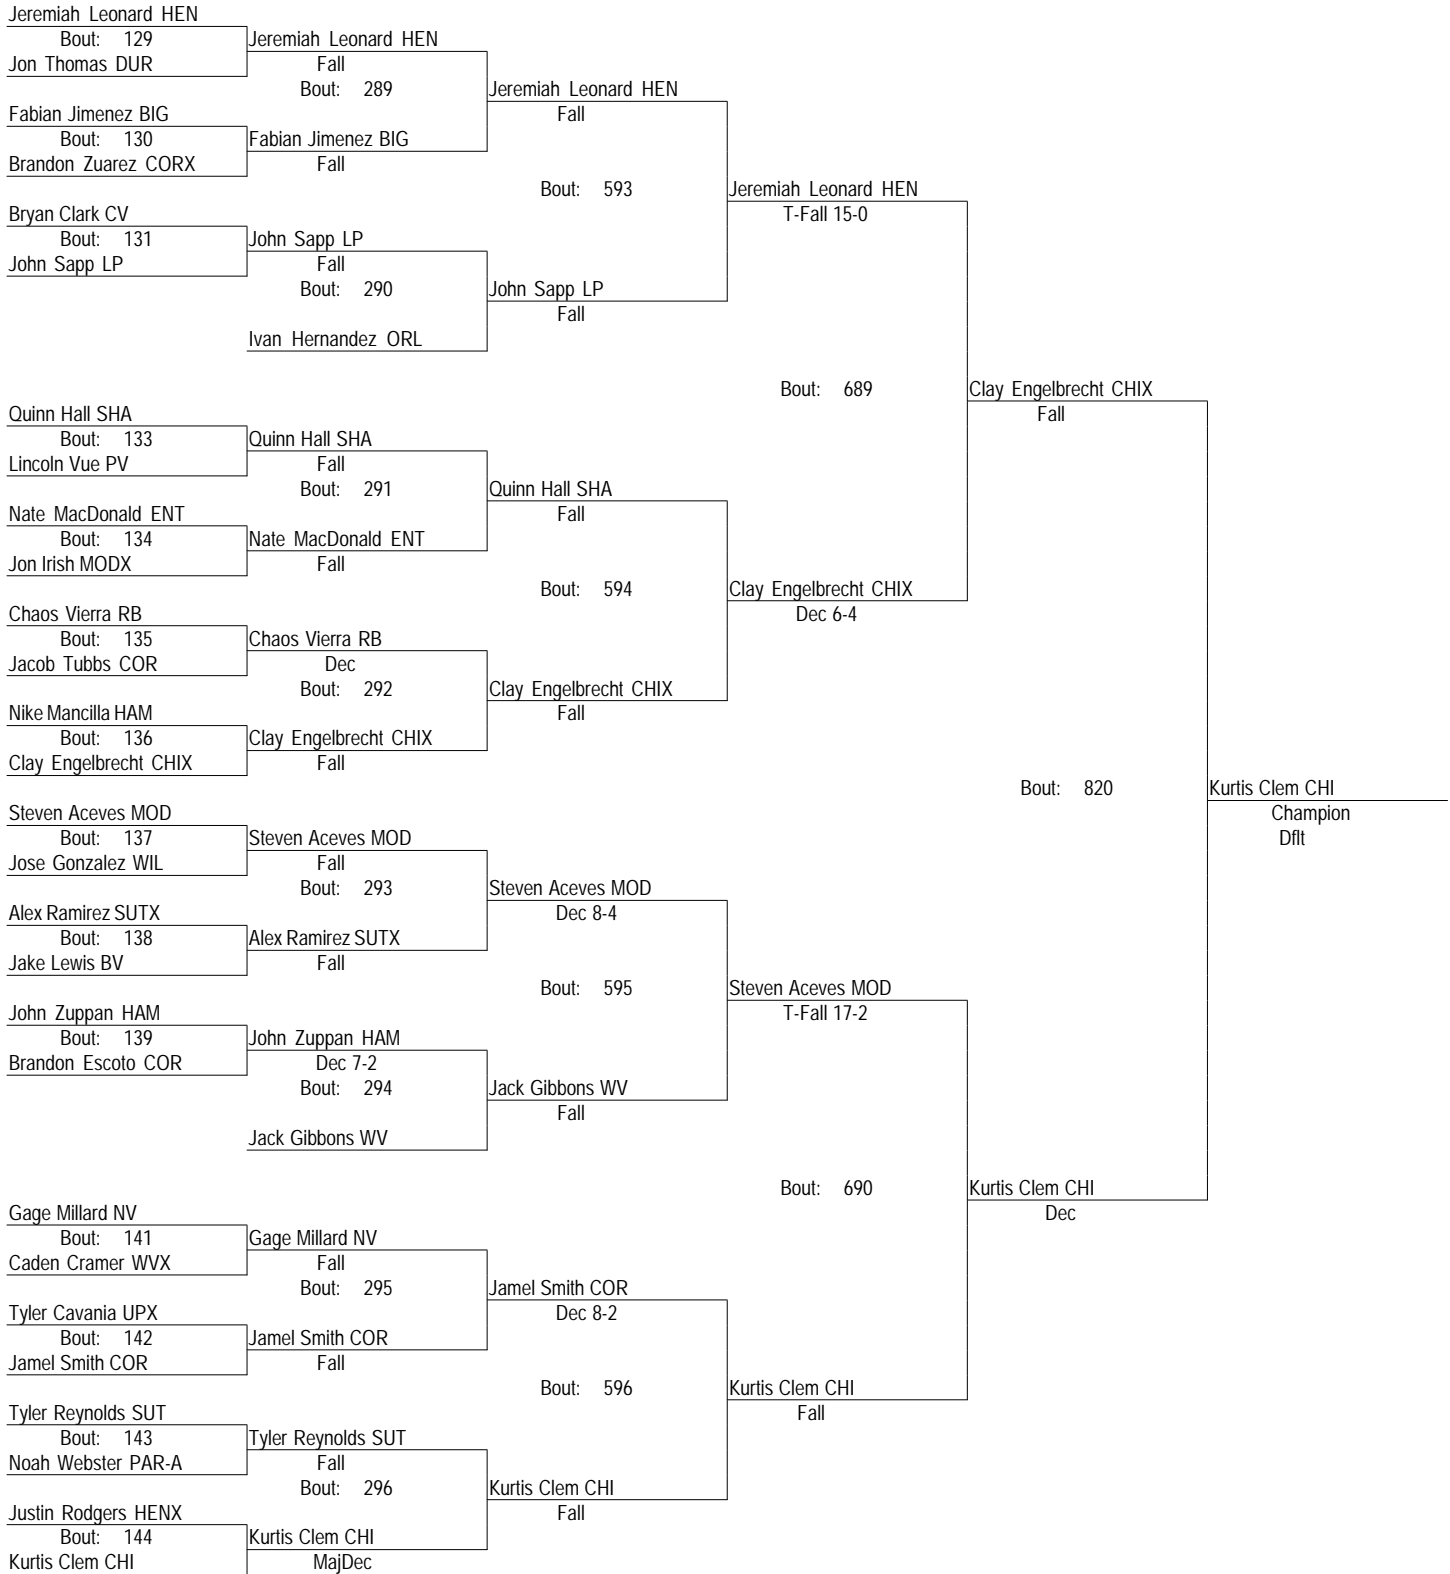 Jeremiah Leonard HEN
Bout: 129
Jon Thomas DUR
Fabian Jimenez BIG
Bout: 130
Brandon Zuarez CORX
Bryan Clark CV
Bout: 131
John Sapp LP
Quinn Hall SHA
Bout: 133
Lincoln Vue PV
Nate MacDonald ENT
Bout: 134
Jon Irish MODX
Chaos Vierra RB
Bout: 135
Jacob Tubbs COR
Nike Mancilla HAM
Bout: 136
Clay Engelbrecht CHIX
Steven Aceves MOD
Bout: 137
Jose Gonzalez WIL
Alex Ramirez SUTX
Bout: 138
Jake Lewis BV
John Zuppan HAM
Bout: 139
Brandon Escoto COR
Gage Millard NV
Bout: 141
Caden Cramer WVX
Tyler Cavania UPX
Bout: 142
Jamel Smith COR
Tyler Reynolds SUT
Bout: 143
Noah Webster PAR-A
Justin Rodgers HENX
Bout: 144
Kurtis Clem CHI
Jeremiah Leonard HEN
Fall
Bout: 289
Fabian Jimenez BIG
Fall
John Sapp LP
Fall
Bout: 290
Ivan Hernandez ORL
Quinn Hall SHA
Fall
Bout: 291
Nate MacDonald ENT
Fall
Chaos Vierra RB
Dec
Bout: 292
Clay Engelbrecht CHIX
Fall
Steven Aceves MOD
Fall
Bout: 293
Alex Ramirez SUTX
Fall
John Zuppan HAM
Dec 7-2
Bout: 294
Jack Gibbons WV
Gage Millard NV
Fall
Bout: 295
Jamel Smith COR
Fall
Tyler Reynolds SUT
Fall
Bout: 296
Kurtis Clem CHI
MajDec
Jeremiah Leonard HEN
Fall
Bout: 593
John Sapp LP
Fall
Quinn Hall SHA
Fall
Bout: 594
Clay Engelbrecht CHIX
Fall
Steven Aceves MOD
Dec 8-4
Bout: 595
Jack Gibbons WV
Fall
Jamel Smith COR
Dec 8-2
Bout: 596
Kurtis Clem CHI
Fall
Jeremiah Leonard HEN
T-Fall 15-0
Bout: 689
Clay Engelbrecht CHIX
Dec 6-4
Steven Aceves MOD
T-Fall 17-2
Bout: 690
Kurtis Clem CHI
Fall
Clay Engelbrecht CHIX
Fall
Bout: 820
Kurtis Clem CHI
Dec
Kurtis Clem CHI
Champion
Dflt